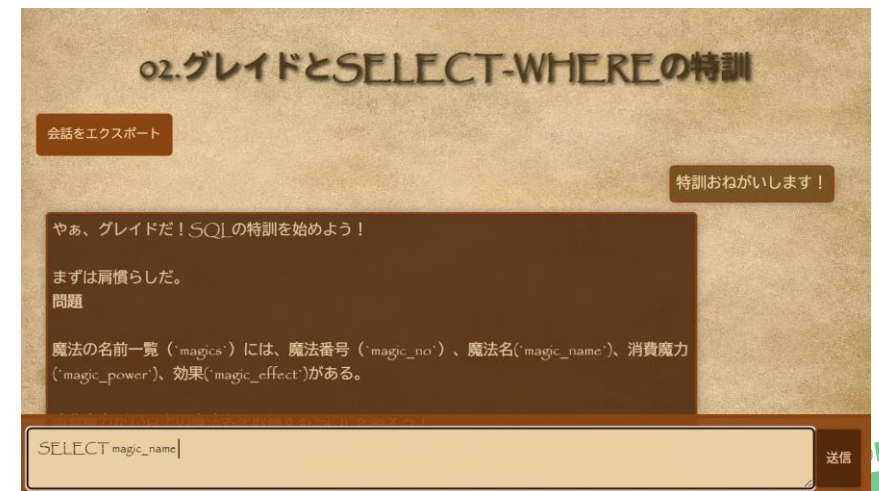 02.グレイドとSELECT-WHEREの特訓
会話をエクスポート
特訓おねがいします！
やぁ、グレイドだ！SQLの特訓を始めよう！
まずは肩慣らしだ。
問題
魔法の名前一覧（`magics`）には、魔法番号（`magic_no`）、魔法名(`magic_name`)、消費魔力
(`magic_power`)、効果(`magic_effect`)がある。
SELECT magic_name
送信